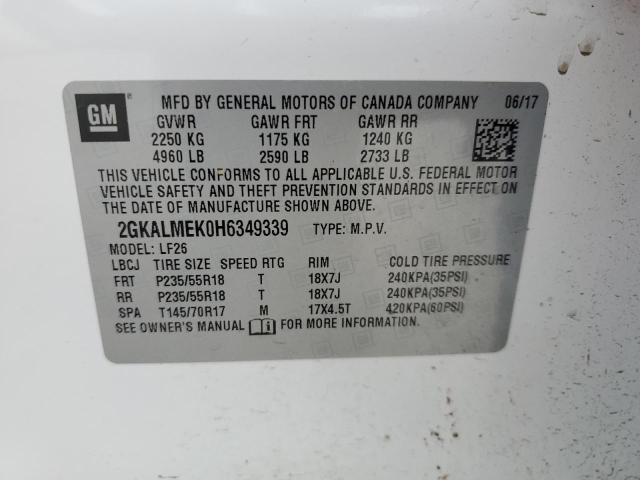 GM MFD BY GENERAL MOTORS OF CANADA COMPANY 06/17
GVWR GAWR FRT GAWR RR
2250 KG 1175 KG 1240 KG
4960 LB 2590 LB 2733 LB
THIS VEHICLE CONFORMS TO ALL APPLICABLE U.S. FEDERAL MOTOR
VEHICLE SAFETY AND THEFT PREVENTION STANDARDS IN EFFECT ON
THE DATE OF MANUFACTURE SHOWN ABOVE.
2GKALMEK0H6349339 TYPE: M.P.V.
MODEL: LF26
LBCJ TIRE SIZE SPEED RTG RIM COLD TIRE PRESSURE
FRT P235/55R18 T 18X7J 240KPA(35PSI)
RR P235/55R18 T 18X7J 240KPA(35PSI)
SPA T145/70R17 M 17X4.5T 420KPA(60PSI)
SEE OWNER'S MANUAL FOR MORE INFORMATION.